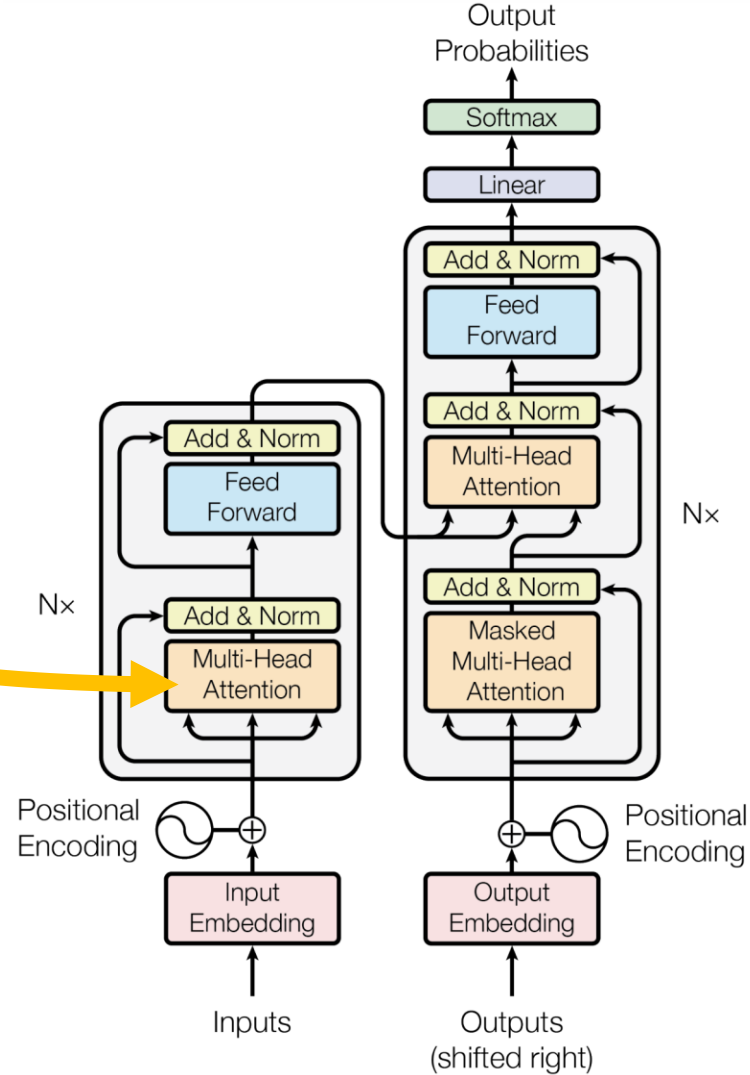 Output
Probabilities
Softmax
Linear
Add & Norm
Feed
Forward
Add & Norm
Multi-Head
Attention
Nx
Add & Norm
Masked
Multi-Head
Attention
Add & Norm
Feed
Forward
Nx
Add & Norm
Multi-Head
Attention
Positional
Encoding
Positional
Encoding
Input
Embedding
Output
Embedding
Inputs
Outputs
(shifted right)